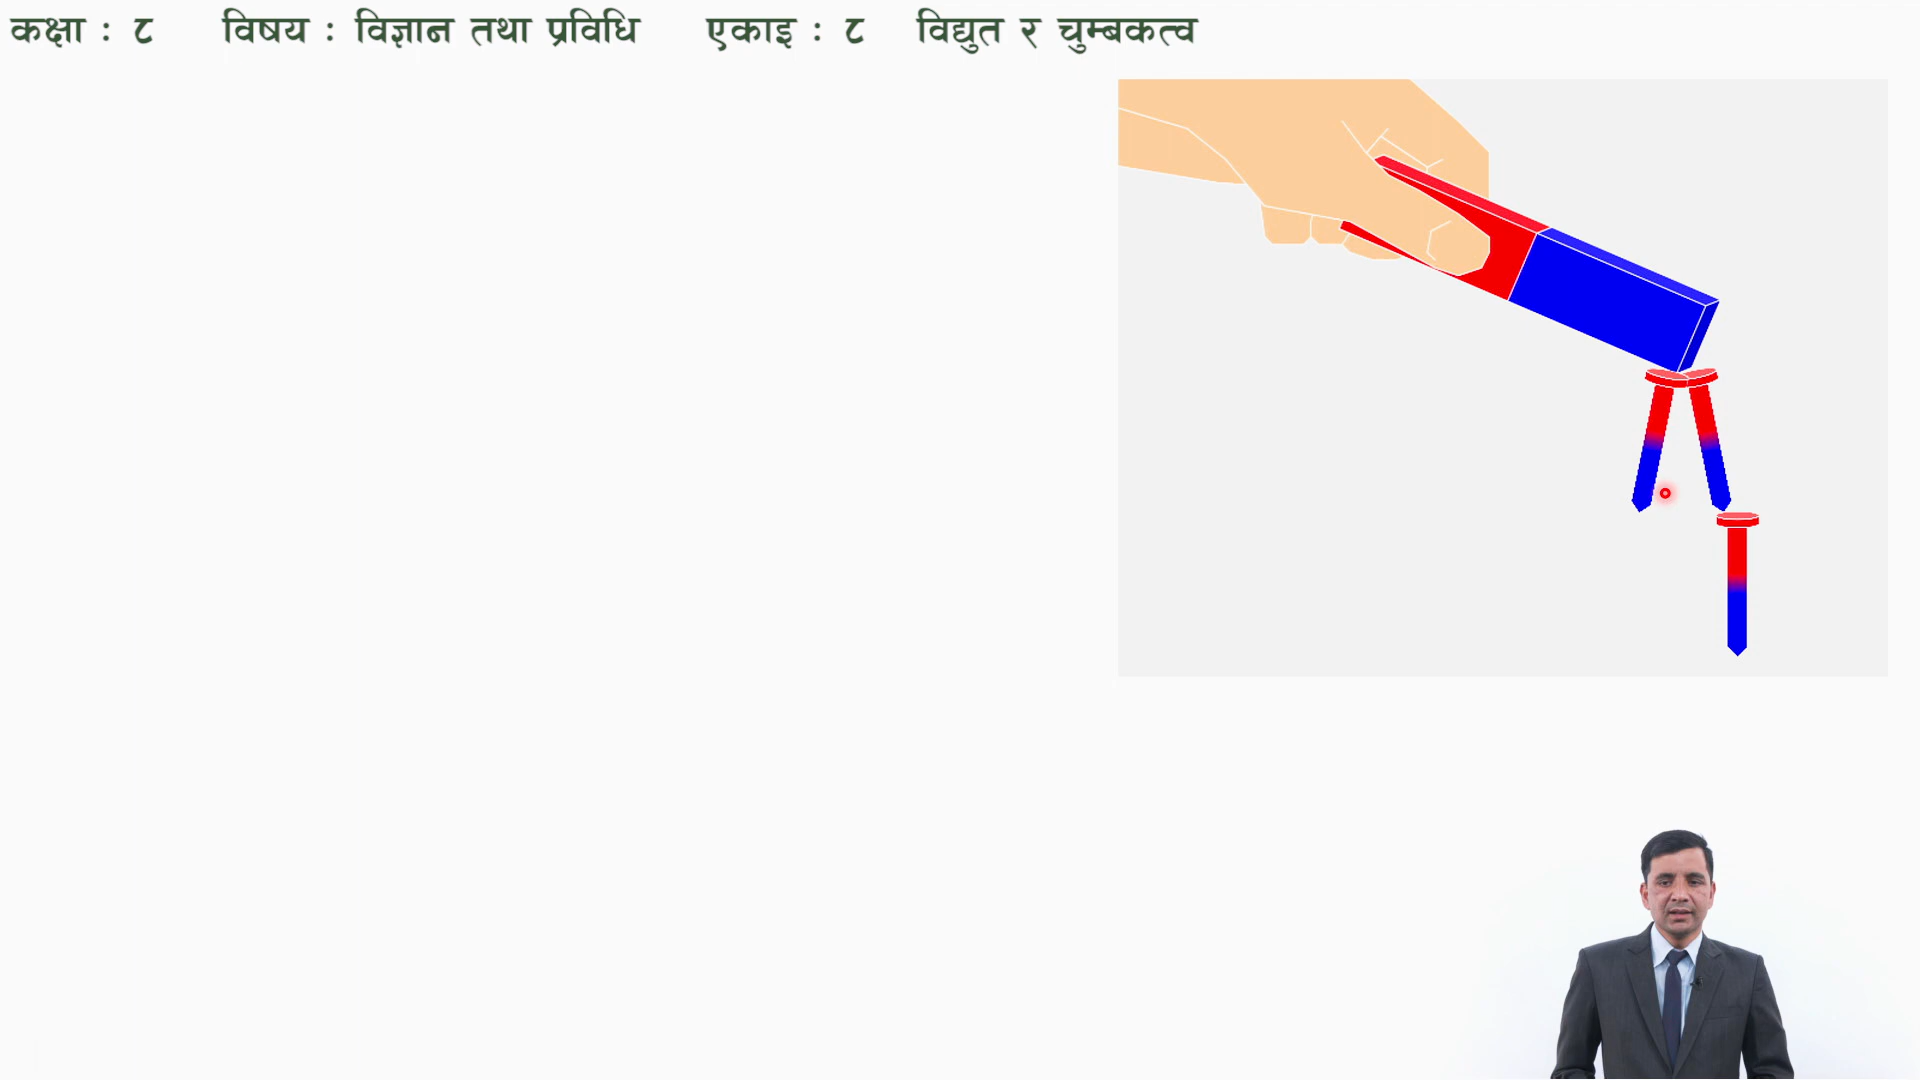 कक्षा : ८ विषय : विज्ञान तथा प्रविधि एकाइ : ८ विद्युत र चुम्बकत्व